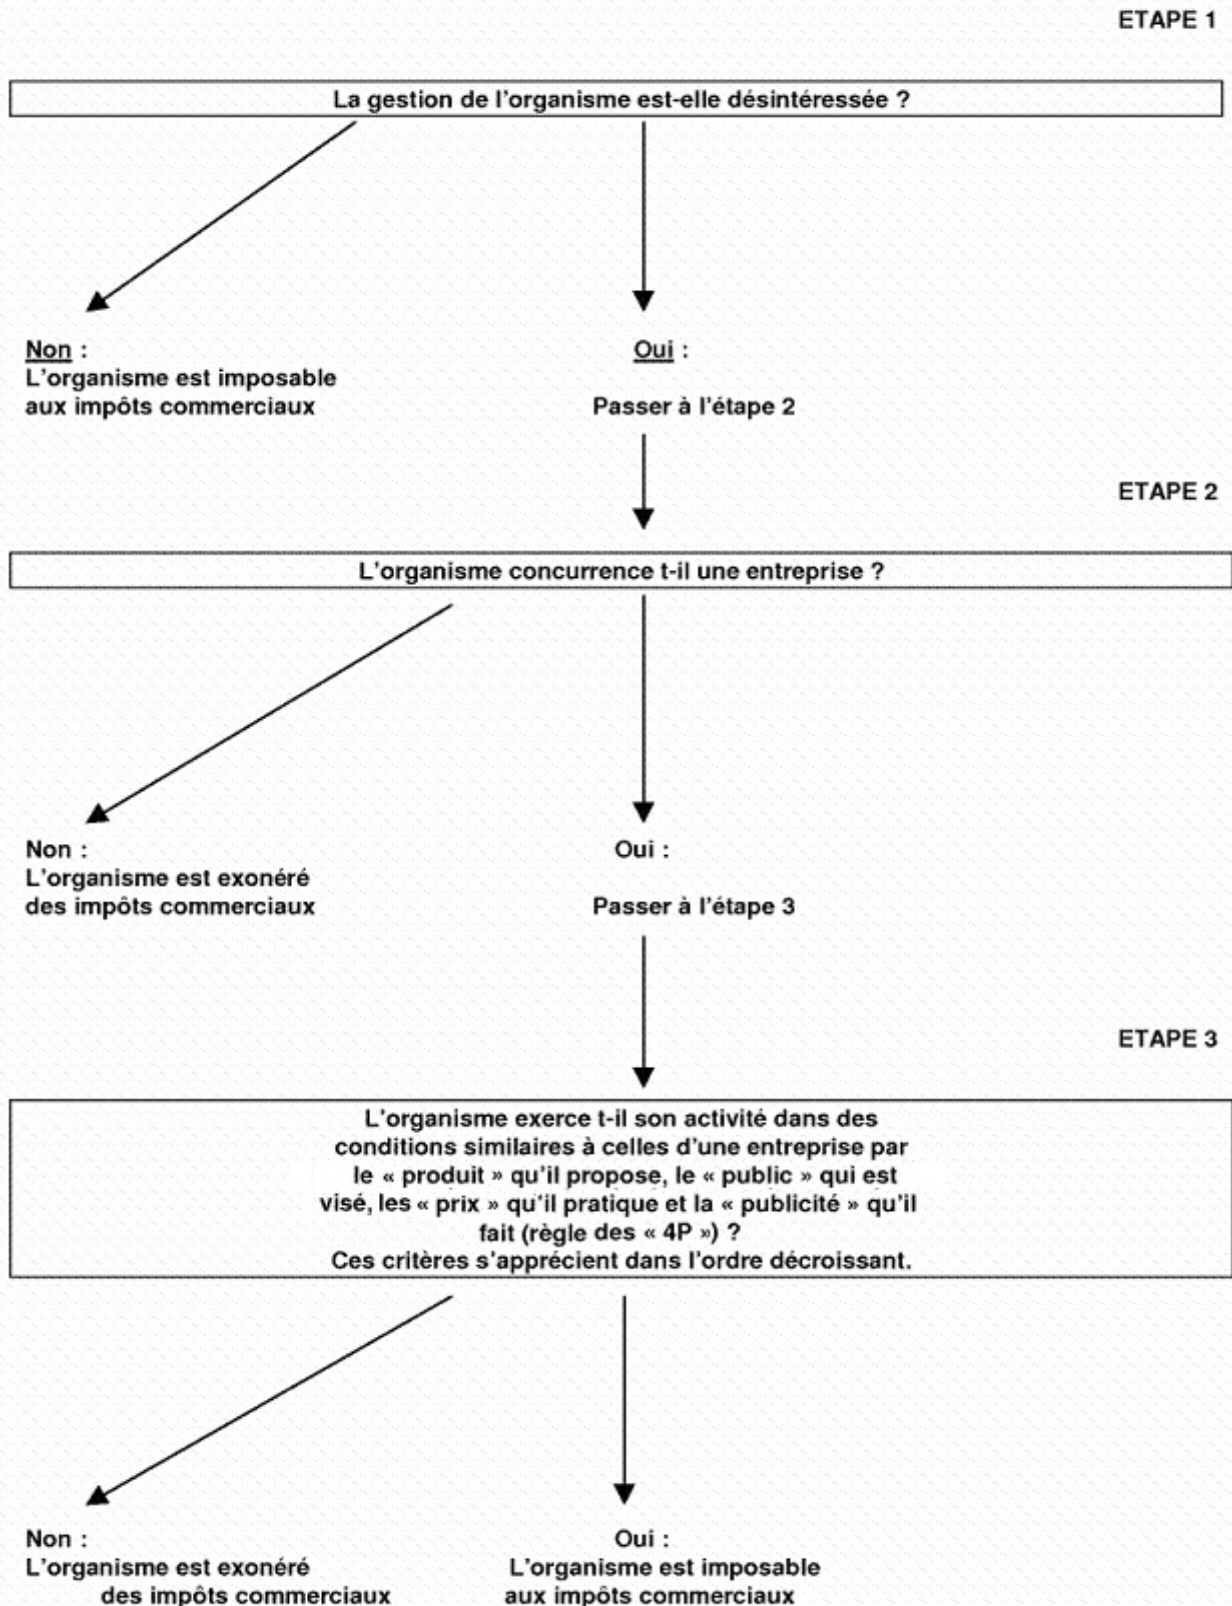 ETAPE 1
La gestion de l'organisme est-elle désintéressée ?
Non :
L'organisme est imposable
aux impôts commerciaux
Oui :
Passer à l'étape 2
ETAPE 2
L'organisme concurrence t-il une entreprise ?
Non :
L'organisme est exonéré
des impôts commerciaux
Oui :
Passer à l'étape 3
ETAPE 3
L'organisme exerce t-il son activité dans des
conditions similaires à celles d'une entreprise par
le « produit » qu'il propose, le « public » qui est
visé, les « prix » qu'il pratique et la « publicité » qu'il
fait (règle des « 4P ») ?
Ces critères s'apprécient dans l'ordre décroissant.
Non :
L'organisme est exonéré
des impôts commerciaux
Oui :
L'organisme est imposable
aux impôts commerciaux